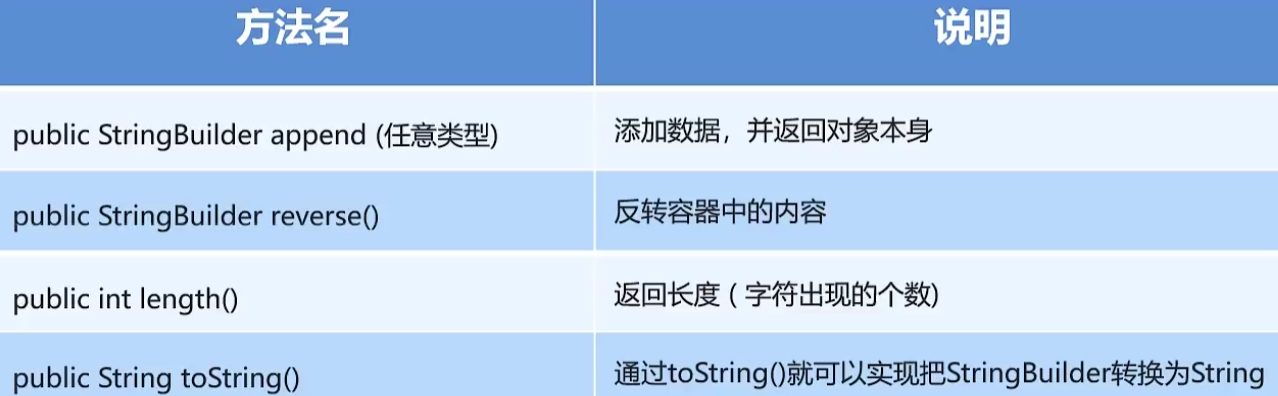 方法名 说明
public StringBuilder append (任意类型) 添加数据，并返回对象本身
public StringBuilder reverse() 反转容器中的内容
public int length() 返回长度 ( 字符出现的个数)
public String toString() 通过toString()就可以实现把StringBuilder转换为String